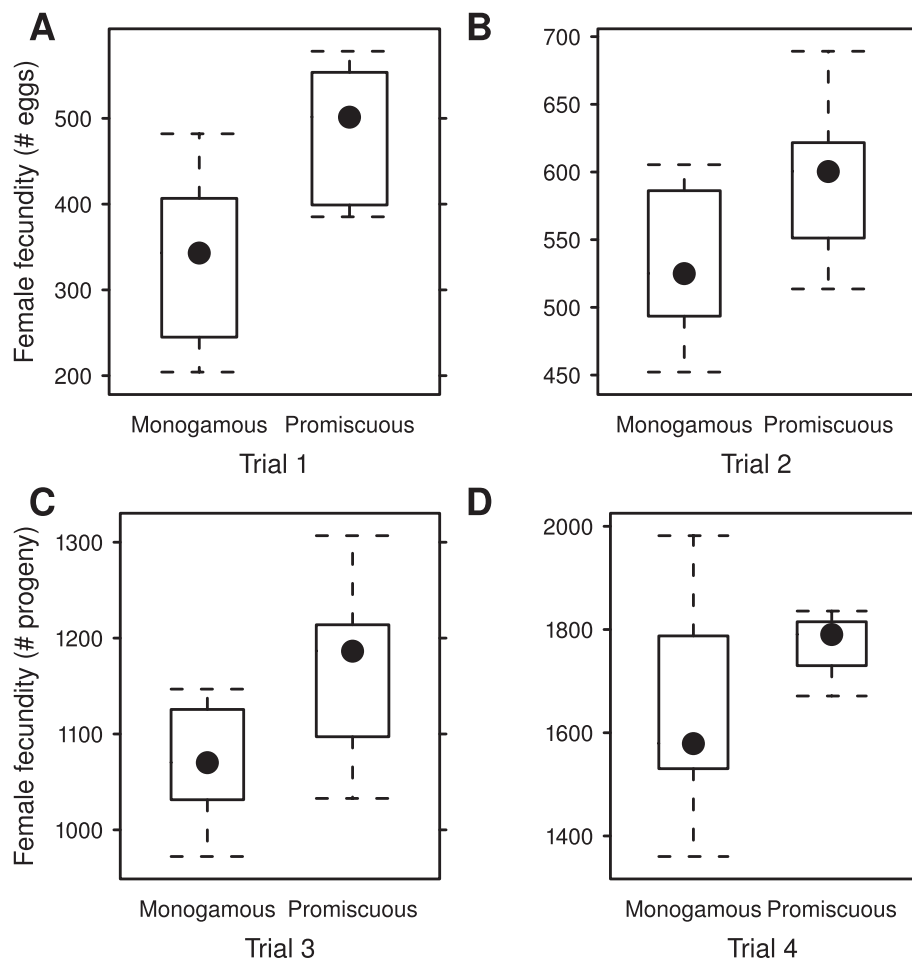 A
Female fecundity (# eggs)
500
400
300
200
Monogamous Promiscuous
Trial 1
B
700
650
600
550
500
450
Monogamous Promiscuous
Trial 2
C
Female fecundity (# progeny)
1300
1200
1100
1000
Monogamous Promiscuous
Trial 3
D
2000
1800
1600
1400
Monogamous Promiscuous
Trial 4